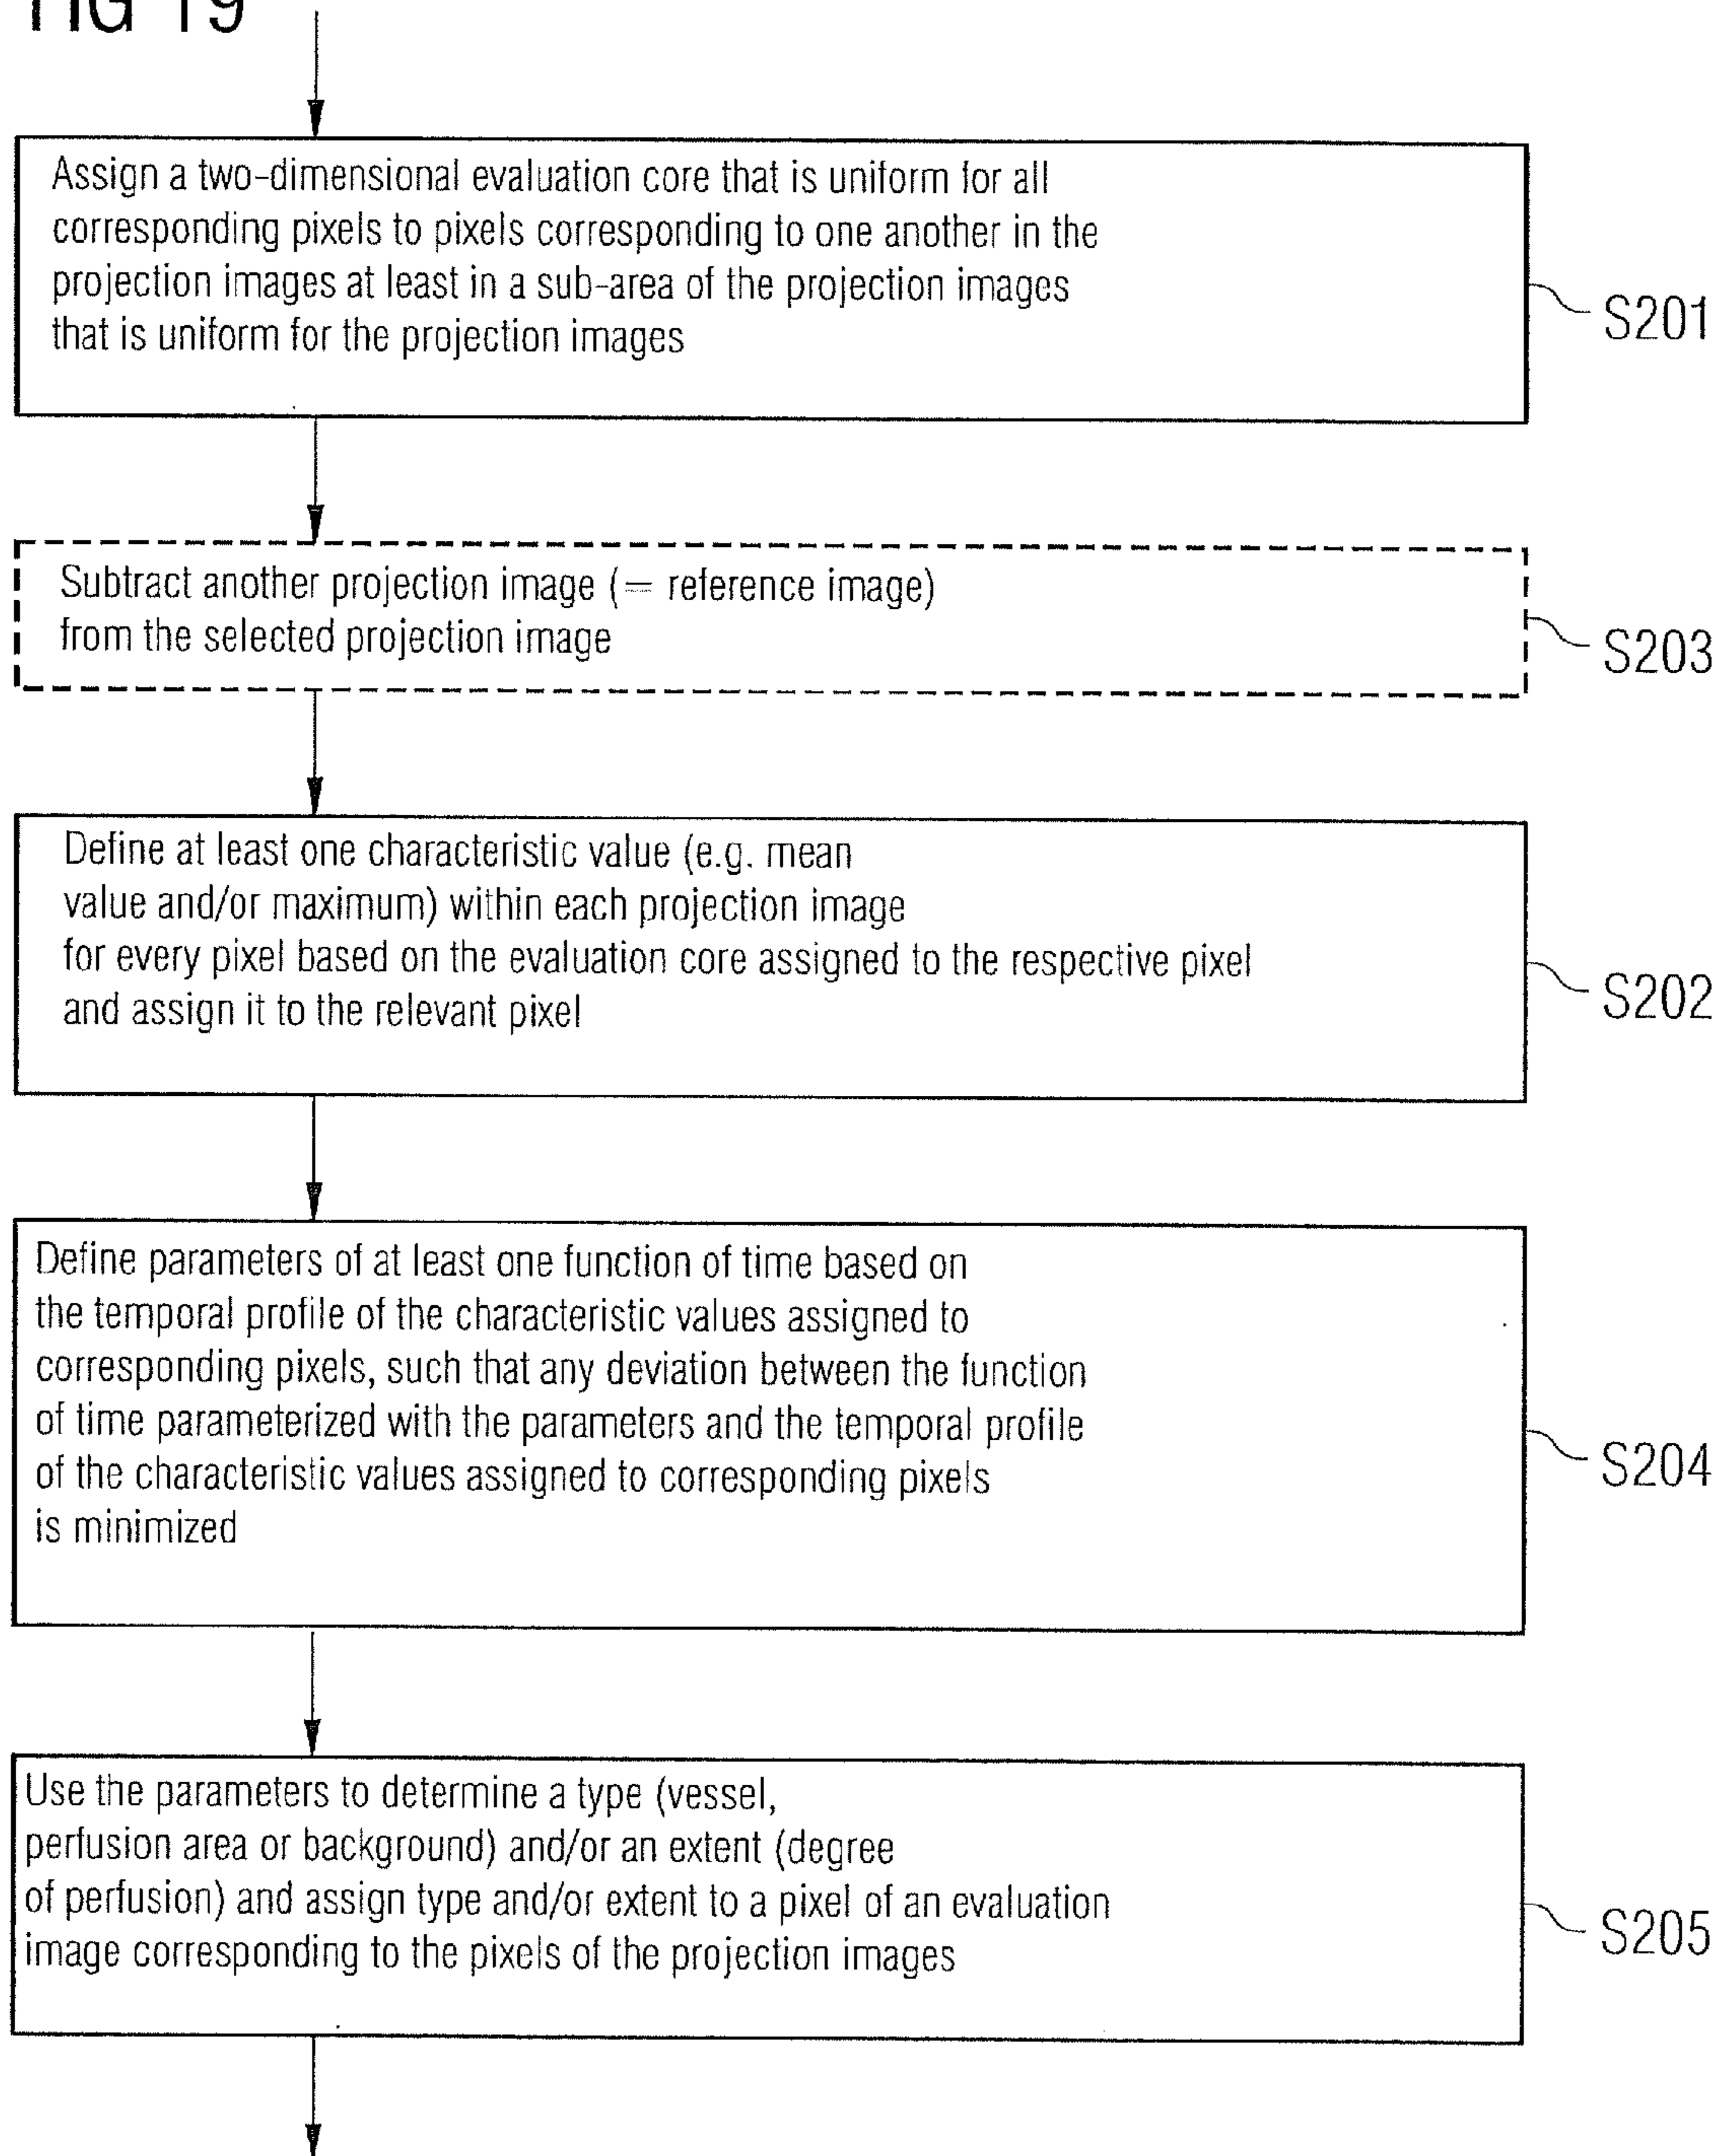 FIG 19
Assign a two-dimensional evaluation core that is uniform for all
corresponding pixels to pixels corresponding to one another in the
projection images at least in a sub-area of the projection images
that is uniform for the projection images
S201
Subtract another projection image (= reference image)
from the selected projection image
S203
Define at least one characteristic value (e.g. mean
value and/or maximum) within each projection image
for every pixel based on the evaluation core assigned to the respective pixel
and assign it to the relevant pixel
S202
Define parameters of at least one function of time based on
the temporal profile of the characteristic values assigned to
corresponding pixels, such that any deviation between the function
of time parameterized with the parameters and the temporal profile
of the characteristic values assigned to corresponding pixels
is minimized
S204
Use the parameters to determine a type (vessel,
perfusion area or background) and/or an extent (degree
of perfusion) and assign type and/or extent to a pixel of an evaluation
image corresponding to the pixels of the projection images
S205